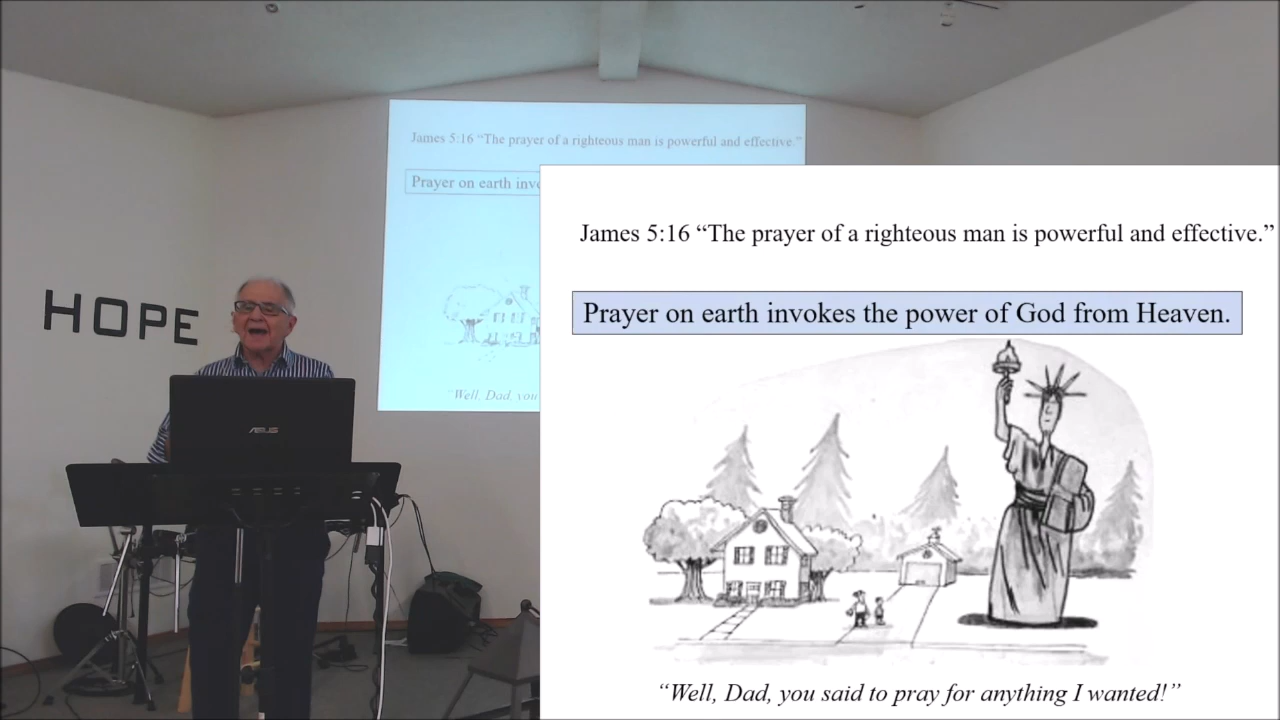 James 5:16 “The prayer of a righteous man is powerful and effective.”
Prayer on earth inv
“Well, Dad, you
HOPE
ASUS
James 5:16 “The prayer of a righteous man is powerful and effective.”
Prayer on earth invokes the power of God from Heaven.
“Well, Dad, you said to pray for anything I wanted!”